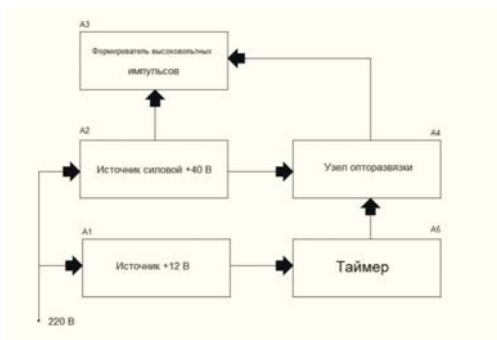 А3
Формирователь высоковольтных
импульсов
А2
Источник силовой +40 В
А4
Узел опторазвязки
А1
Источник +12 В
А5
Таймер
220 В